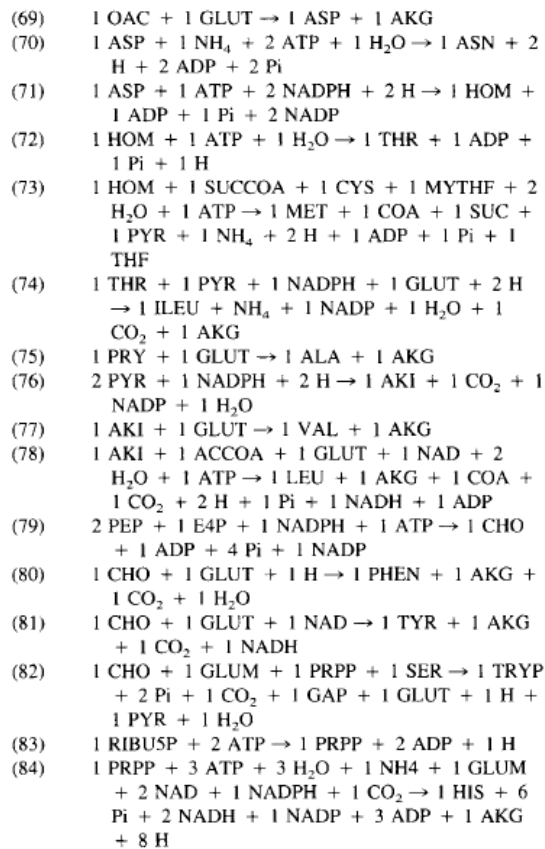 (69) 1 OAC + 1 GLUT → 1 ASP + 1 AKG
(70) 1 ASP + 1 NH₄ + 2 ATP + 1 H₂O → 1 ASN + 2
H + 2 ADP + 2 Pi
(71) 1 ASP + 1 ATP + 2 NADPH + 2 H → 1 HOM +
1 ADP + 1 Pi + 2 NADP
(72) 1 HOM + 1 ATP + 1 H₂O → 1 THR + 1 ADP +
1 Pi + 1 H
(73) 1 HOM + 1 SUCCOA + 1 CYS + 1 MYTHF + 2
H₂O + 1 ATP → 1 MET + 1 COA + 1 SUC +
1 PYR + 1 NH₄ + 2 H + 1 ADP + 1 Pi + 1
THF
(74) 1 THR + 1 PYR + 1 NADPH + 1 GLUT + 2 H
→ 1 ILEU + NH₄ + 1 NADP + 1 H₂O + 1
CO₂ + 1 AKG
(75) 1 PRY + 1 GLUT → 1 ALA + 1 AKG
(76) 2 PYR + 1 NADPH + 2 H → 1 AKI + 1 CO₂ + 1
NADP + 1 H₂O
(77) 1 AKI + 1 GLUT → 1 VAL + 1 AKG
(78) 1 AKI + 1 ACCOA + 1 GLUT + 1 NAD + 2
H₂O + 1 ATP → 1 LEU + 1 AKG + 1 COA +
1 CO₂ + 2 H + 1 Pi + 1 NADH + 1 ADP
(79) 2 PEP + 1 E4P + 1 NADPH + 1 ATP → 1 CHO
+ 1 ADP + 4 Pi + 1 NADP
(80) 1 CHO + 1 GLUT + 1 H → 1 PHEN + 1 AKG +
1 CO₂ + 1 H₂O
(81) 1 CHO + 1 GLUT + 1 NAD → 1 TYR + 1 AKG
+ 1 CO₂ + 1 NADH
(82) 1 CHO + 1 GLUM + 1 PRPP + 1 SER → 1 TRYP
+ 2 Pi + 1 CO₂ + 1 GAP + 1 GLUT + 1 H +
1 PYR + 1 H₂O
(83) 1 RIBU5P + 2 ATP → 1 PRPP + 2 ADP + 1 H
(84) 1 PRPP + 3 ATP + 3 H₂O + 1 NH4 + 1 GLUM
+ 2 NAD + 1 NADPH + 1 CO₂ → 1 HIS + 6
Pi + 2 NADH + 1 NADP + 3 ADP + 1 AKG
+ 8 H